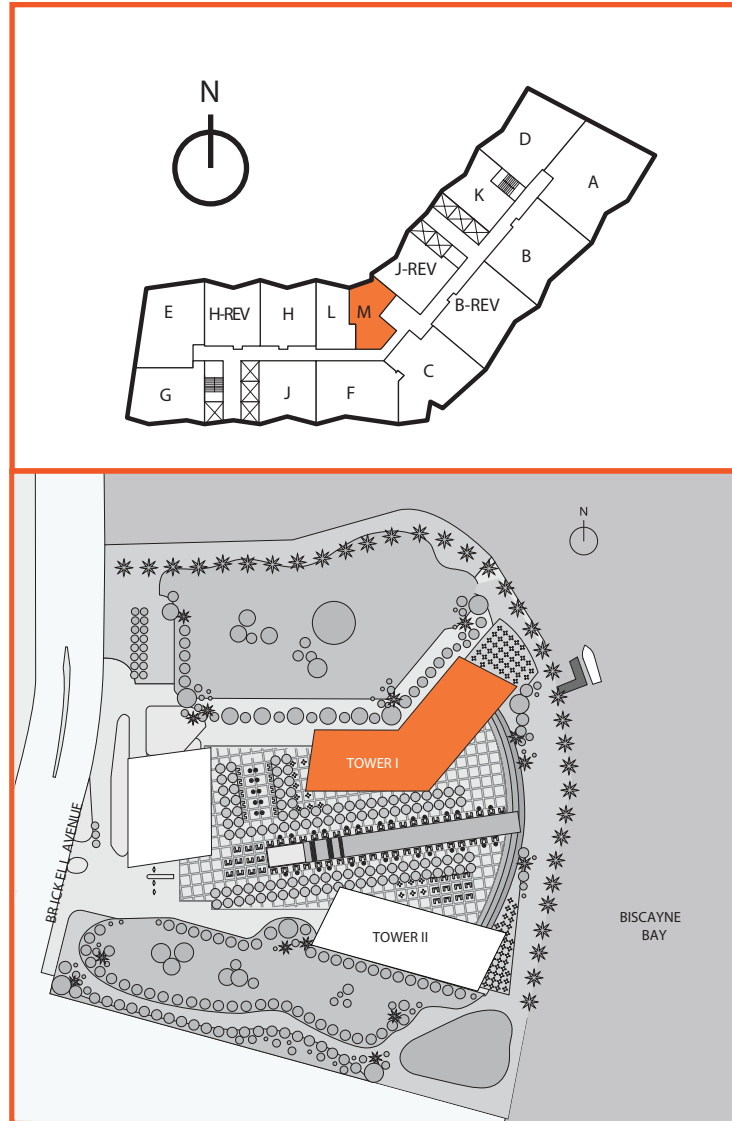 N
D
A
K
B
J-REV
B-REV
E
H-REV
H
L
M
C
G
J
F
N
TOWER I
BRICKELL AVENUE
TOWER II
BISCAYNE
BAY